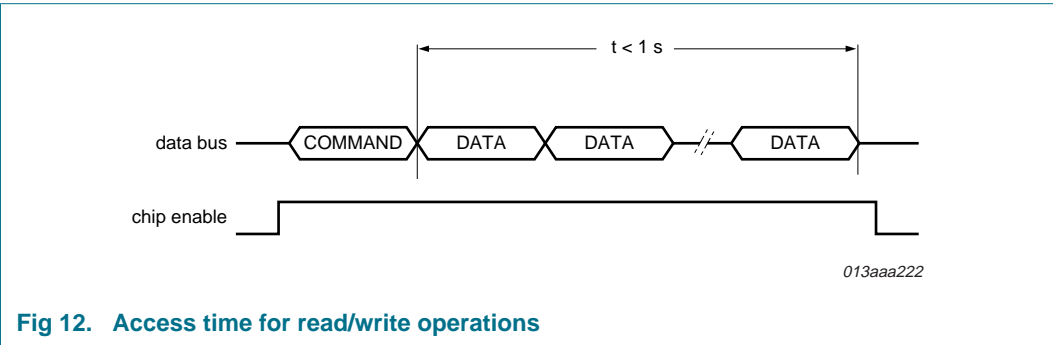 t < 1 s
data bus COMMAND DATA DATA DATA
chip enable
013aaa222
Fig 12. Access time for read/write operations